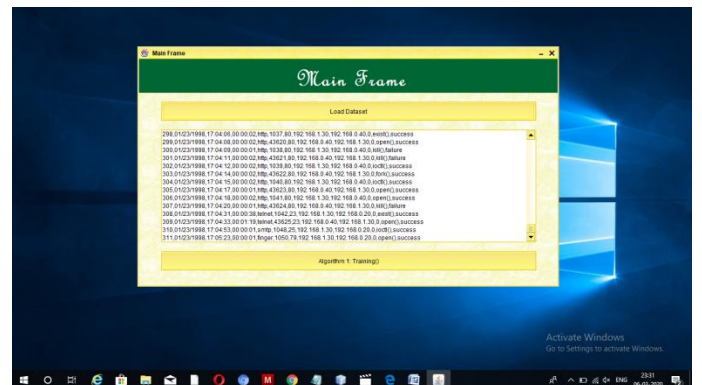 Main Frame
Main Frame
Load Dataset
298,01/23/1998,17:04:06,00:00:02,http,1037,80,192.168.1.30,192.168.0.40,0,exist(),success
299,01/23/1998,17:04:08,00:00:02,http,43620,80,192.168.0.40,192.168.1.30,0,open(),success
300,01/23/1998,17:04:09,00:00:02,http,1038,80,192.168.1.30,192.168.0.40,0,kill(),failure
301,01/23/1998,17:04:11,00:00:02,http,43621,80,192.168.0.40,192.168.1.30,0,kill(),failure
302,01/23/1998,17:04:12,00:00:02,http,1039,80,192.168.1.30,192.168.0.40,0,ioctl(),success
303,01/23/1998,17:04:14,00:00:02,http,43622,80,192.168.0.40,192.168.1.30,0,fork(),success
304,01/23/1998,17:04:15,00:00:02,http,1040,80,192.168.1.30,192.168.0.40,0,ioctl(),success
305,01/23/1998,17:04:17,00:00:01,http,43623,80,192.168.0.40,192.168.1.30,0,open(),success
306,01/23/1998,17:04:18,00:00:02,http,1041,80,192.168.1.30,192.168.0.40,0,open(),success
307,01/23/1998,17:04:20,00:00:02,http,43624,80,192.168.0.40,192.168.1.30,0,kill(),failure
308,01/23/1998,17:04:31,00:00:38,telnet,1042,23,192.168.1.30,192.168.0.20,0,exist(),success
309,01/23/1998,17:04:33,00:01:19,telnet,43625,23,192.168.0.40,192.168.1.30,0,open(),success
310,01/23/1998,17:04:53,00:00:01,smtp,1048,25,192.168.1.30,192.168.0.20,0,ioctl(),success
311,01/23/1998,17:05:23,00:00:01,finger,1050,79,192.168.1.30,192.168.0.20,0,open(),success
Algorithm 1: Training()
Activate Windows
Go to Settings to activate Windows.
ENG
23:31
06-03-2020